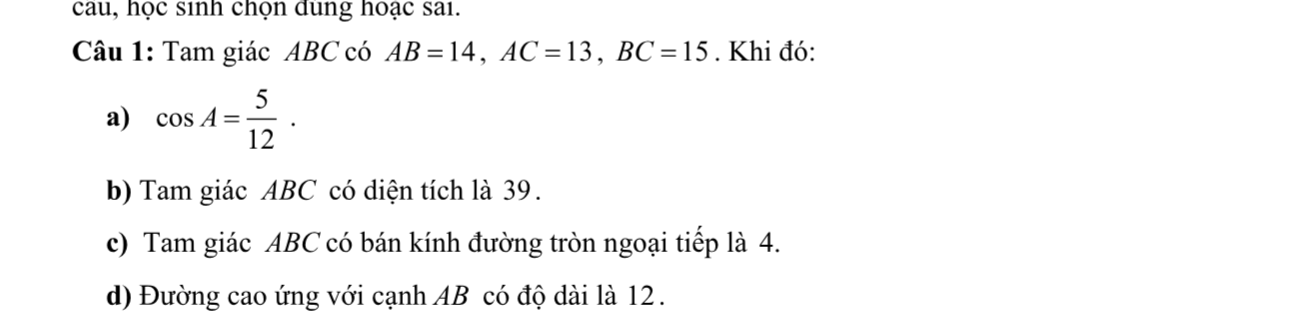 câu, học sinh chọn đúng hoặc sai.
Câu 1: Tam giác ABC có AB = 14, AC = 13, BC = 15. Khi đó:
a) cos A = 5/12 .
b) Tam giác ABC có diện tích là 39.
c) Tam giác ABC có bán kính đường tròn ngoại tiếp là 4.
d) Đường cao ứng với cạnh AB có độ dài là 12.